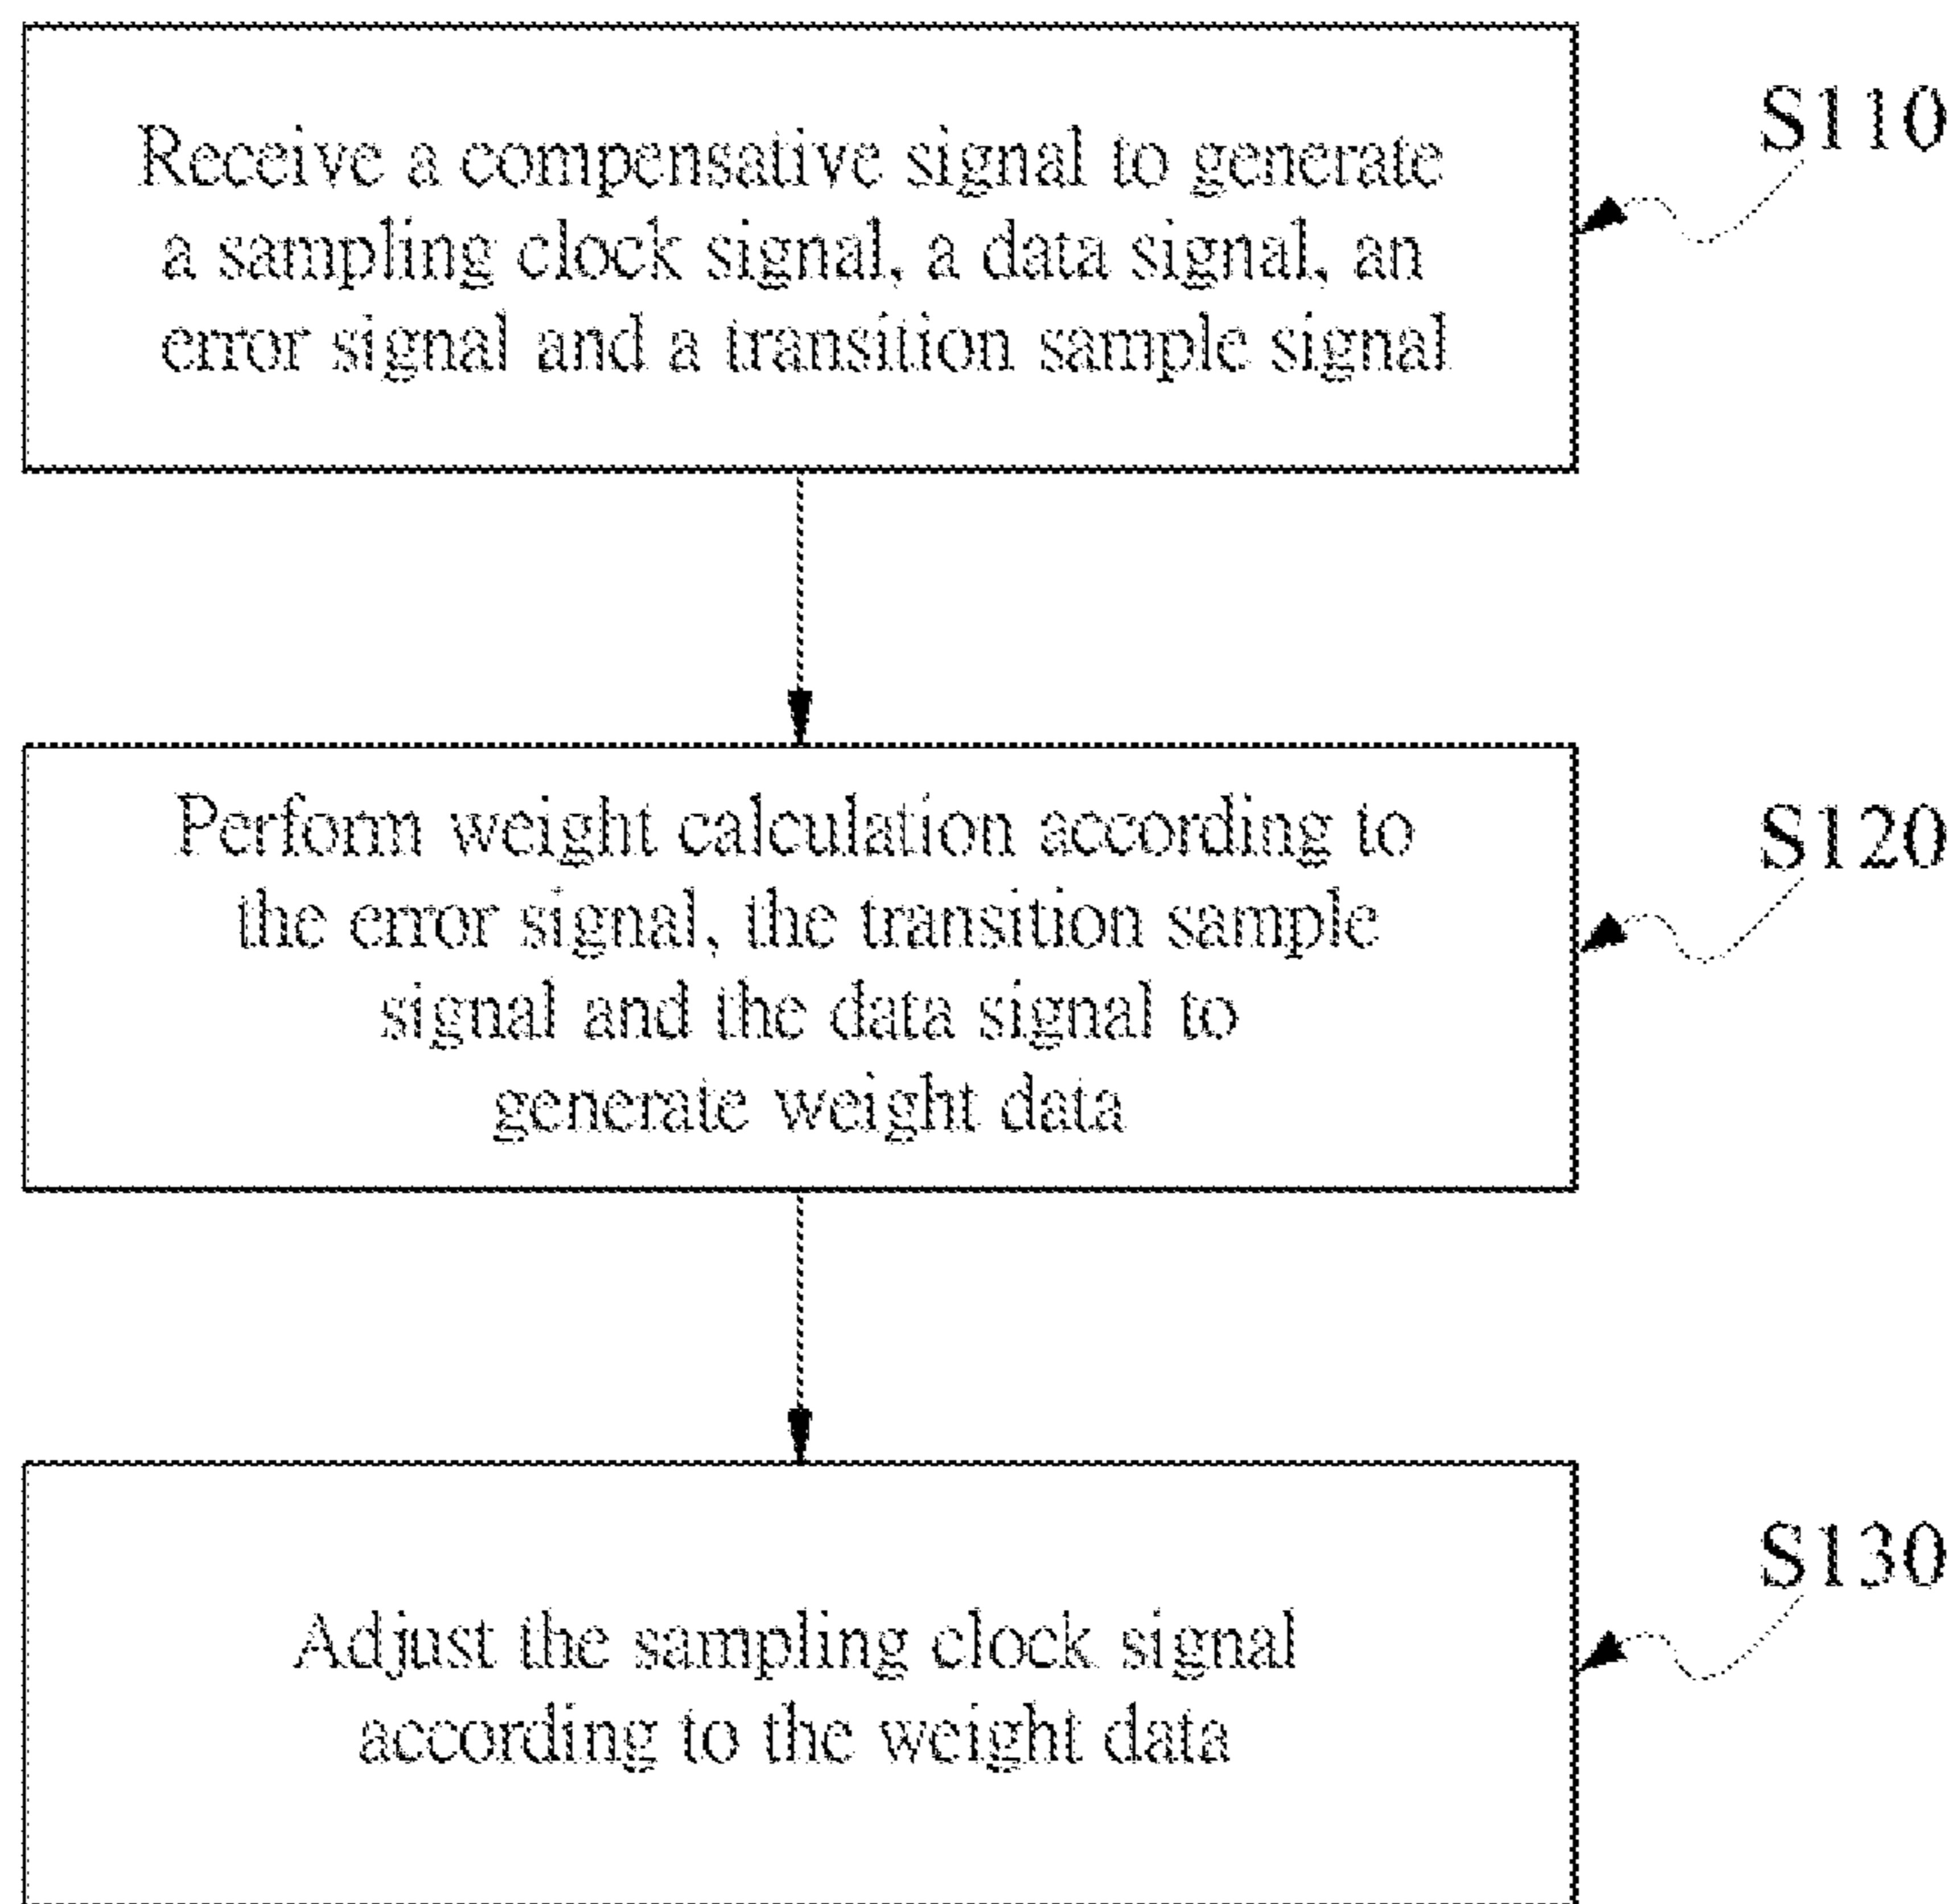 Receive a compensative signal to generate
a sampling clock signal, a data signal, an
error signal and a transition sample signal
S110
Perform weight calculation according to
the error signal, the transition sample
signal and the data signal to
generate weight data
S120
Adjust the sampling clock signal
according to the weight data
S130